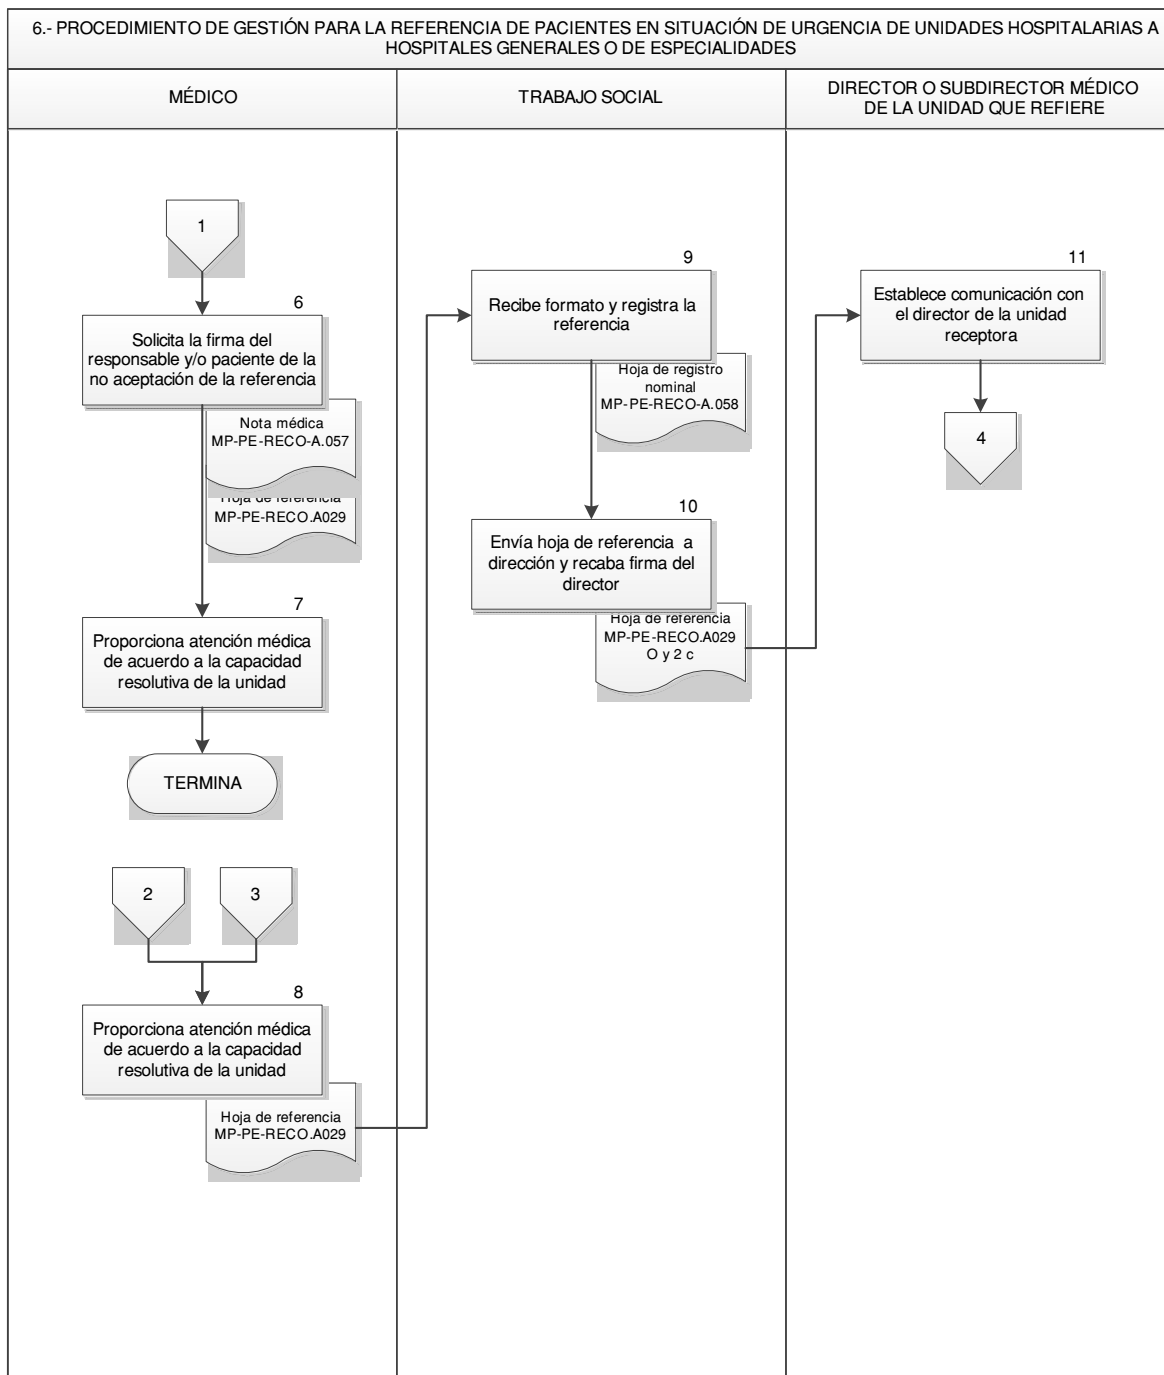 6.- PROCEDIMIENTO DE GESTIÓN PARA LA REFERENCIA DE PACIENTES EN SITUACIÓN DE URGENCIA DE UNIDADES HOSPITALARIAS A
HOSPITALES GENERALES O DE ESPECIALIDADES
MÉDICO
TRABAJO SOCIAL
DIRECTOR O SUBDIRECTOR MÉDICO
DE LA UNIDAD QUE REFIERE
1
6
Solicita la firma del
responsable y/o paciente de la
no aceptación de la referencia
Nota médica
MP-PE-RECO-A.057
Hoja de referencia
MP-PE-RECO.A029
7
Proporciona atención médica
de acuerdo a la capacidad
resolutiva de la unidad
TERMINA
2
3
8
Proporciona atención médica
de acuerdo a la capacidad
resolutiva de la unidad
Hoja de referencia
MP-PE-RECO.A029
9
Recibe formato y registra la
referencia
Hoja de registro
nominal
MP-PE-RECO-A.058
10
Envía hoja de referencia a
dirección y recaba firma del
director
Hoja de referencia
MP-PE-RECO.A029
O y 2 c
11
Establece comunicación con
el director de la unidad
receptora
4